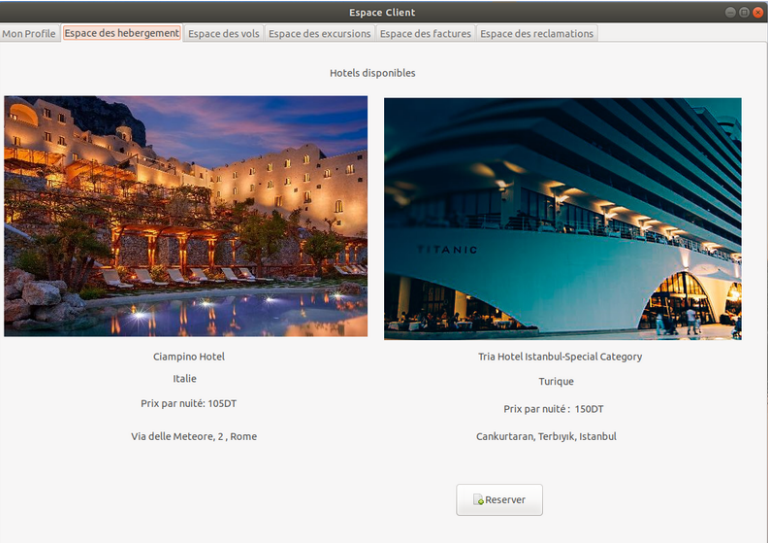 Espace Client
Mon Profile
Espace des hebergement
Espace des vols
Espace des excursions
Espace des factures
Espace des reclamations
Hotels disponibles
TITANIC
Ciampino Hotel
Italie
Prix par nuité: 105DT
Via delle Meteore, 2 , Rome
Tria Hotel Istanbul-Special Category
Turique
Prix par nuité : 150DT
Cankurtaran, Terbıyık, Istanbul
Reserver